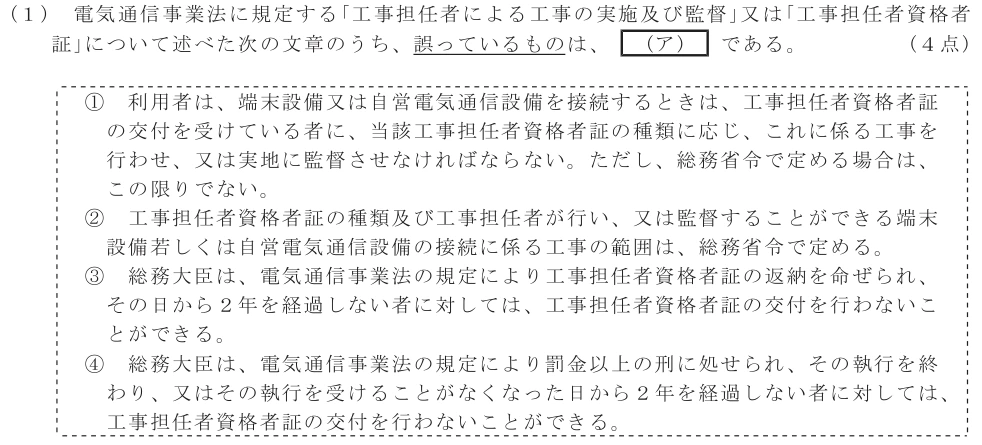 (1) 電気通信事業法に規定する「工事担任者による工事の実施及び監督」又は「工事担任者資格者
証」について述べた次の文章のうち、誤っているものは、 (ア) である。 (4点)
① 利用者は、端末設備又は自営電気通信設備を接続するときは、工事担任者資格者証
の交付を受けている者に、当該工事担任者資格者証の種類に応じ、これに係る工事を
行わせ、又は実地に監督させなければならない。ただし、総務省令で定める場合は、
この限りでない。
② 工事担任者資格者証の種類及び工事担任者が行い、又は監督することができる端末
設備若しくは自営電気通信設備の接続に係る工事の範囲は、総務省令で定める。
③ 総務大臣は、電気通信事業法の規定により工事担任者資格者証の返納を命ぜられ、
その日から2年を経過しない者に対しては、工事担任者資格者証の交付を行わないこ
とができる。
④ 総務大臣は、電気通信事業法の規定により罰金以上の刑に処せられ、その執行を終
わり、又はその執行を受けることがなくなった日から2年を経過しない者に対しては、
工事担任者資格者証の交付を行わないことができる。